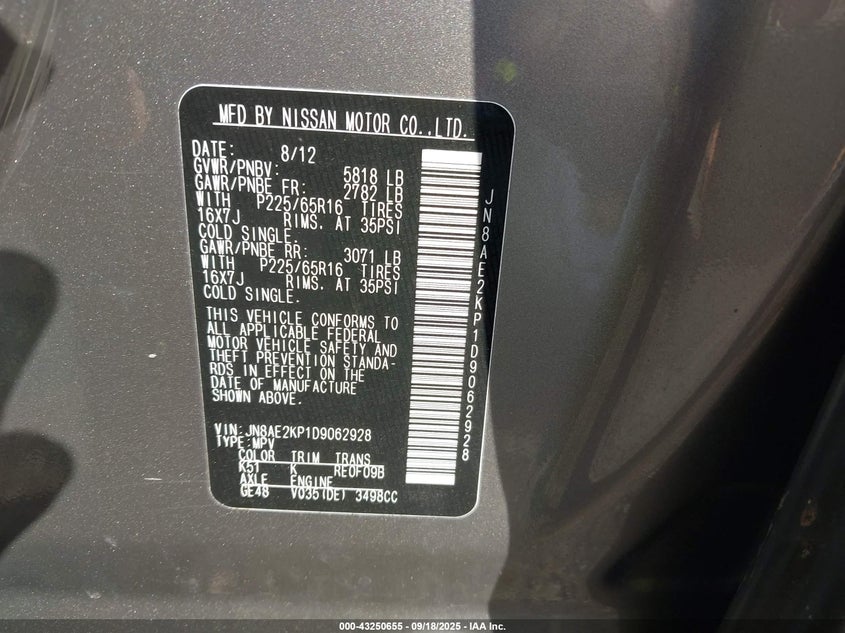 MFD BY NISSAN MOTOR CO.,LTD.
DATE: 8/12
GVWR/PNBV: 5818 LB
GAWR/PNBE FR: 2782 LB
WITH P225/65R16 TIRES
16X7J RIMS. AT 35PSI
COLD SINGLE.
GAWR/PNBE RR: 3071 LB
WITH P225/65R16 TIRES
16X7J RIMS. AT 35PSI
COLD SINGLE.
THIS VEHICLE CONFORMS TO
ALL APPLICABLE FEDERAL
MOTOR VEHICLE SAFETY AND
THEFT PREVENTION STANDA-
RDS IN EFFECT ON THE
DATE OF MANUFACTURE
SHOWN ABOVE.
VIN:JN8AE2KP1D9062928
TYPE:MPV
COLOR TRIM TRANS
K51 K RE0F09B
AXLE ENGINE
GE48 VQ35(DE) 3498CC
JN8AE2KP1D9062928
000-43250655 - 09/18/2025 - IAA Inc.